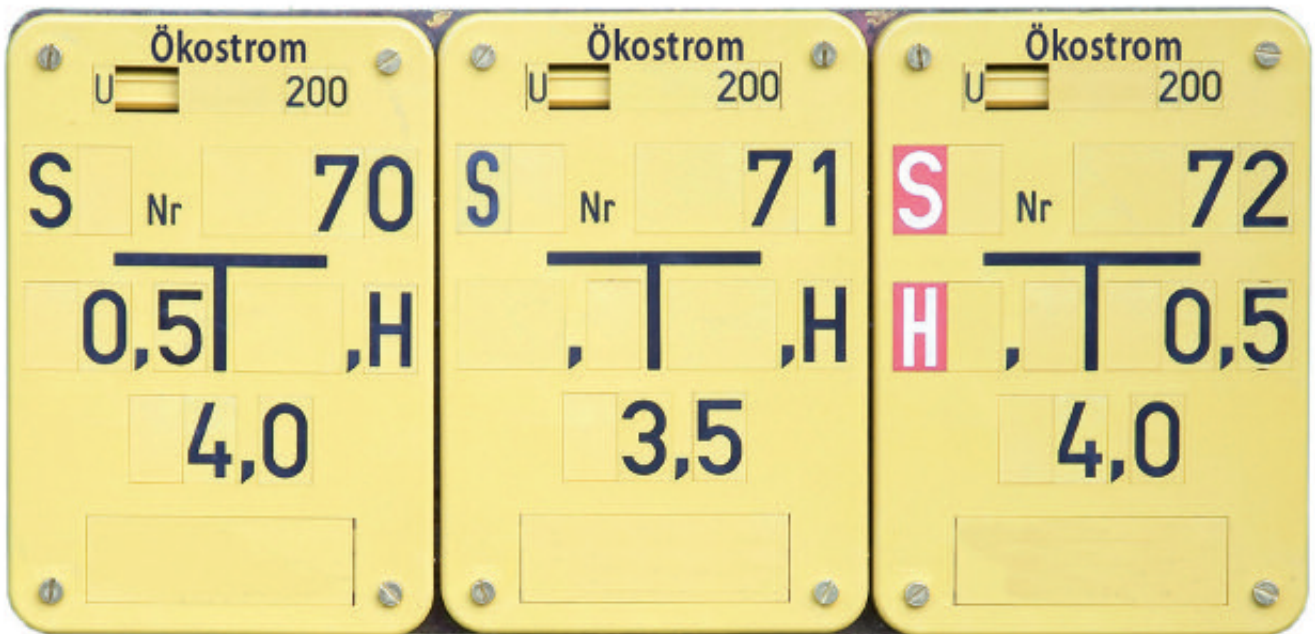 Ökostrom
U 200
S Nr 70
0,5 ,H
4,0
Ökostrom
U 200
S Nr 71
, ,H
3,5
Ökostrom
U 200
S Nr 72
H , 0,5
4,0